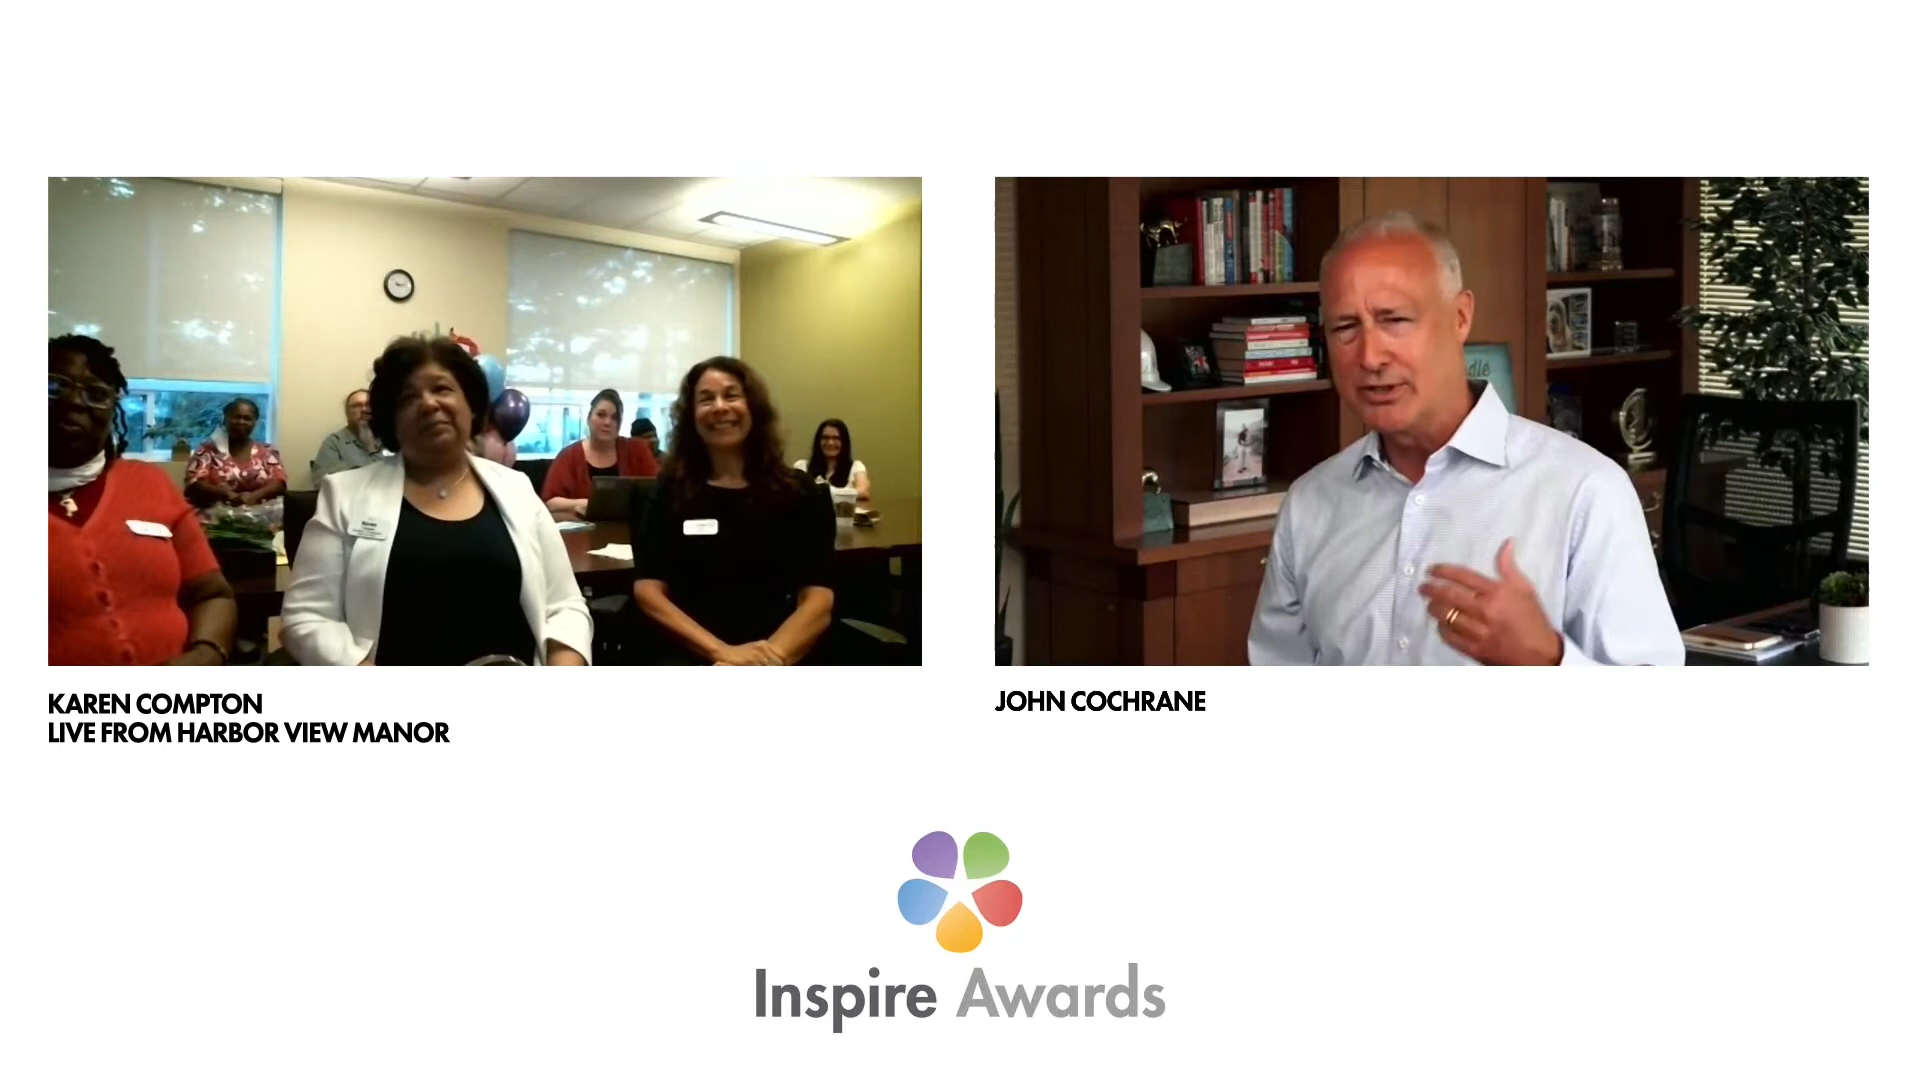 KAREN COMPTON
LIVE FROM HARBOR VIEW MANOR
JOHN COCHRANE
Inspire Awards